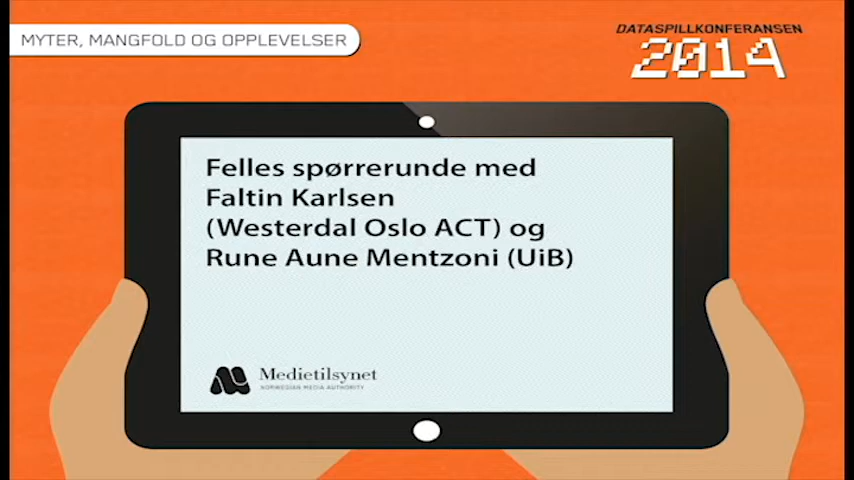 MYTER, MANGFOLD OG OPPLEVELSER
DATASPILLKONFERANSEN
2014
Felles spørrerunde med
Faltin Karlsen
(Westerdal Oslo ACT) og
Rune Aune Mentzoni (UiB)
Medietilsynet
NORWEGIAN MEDIA AUTHORITY